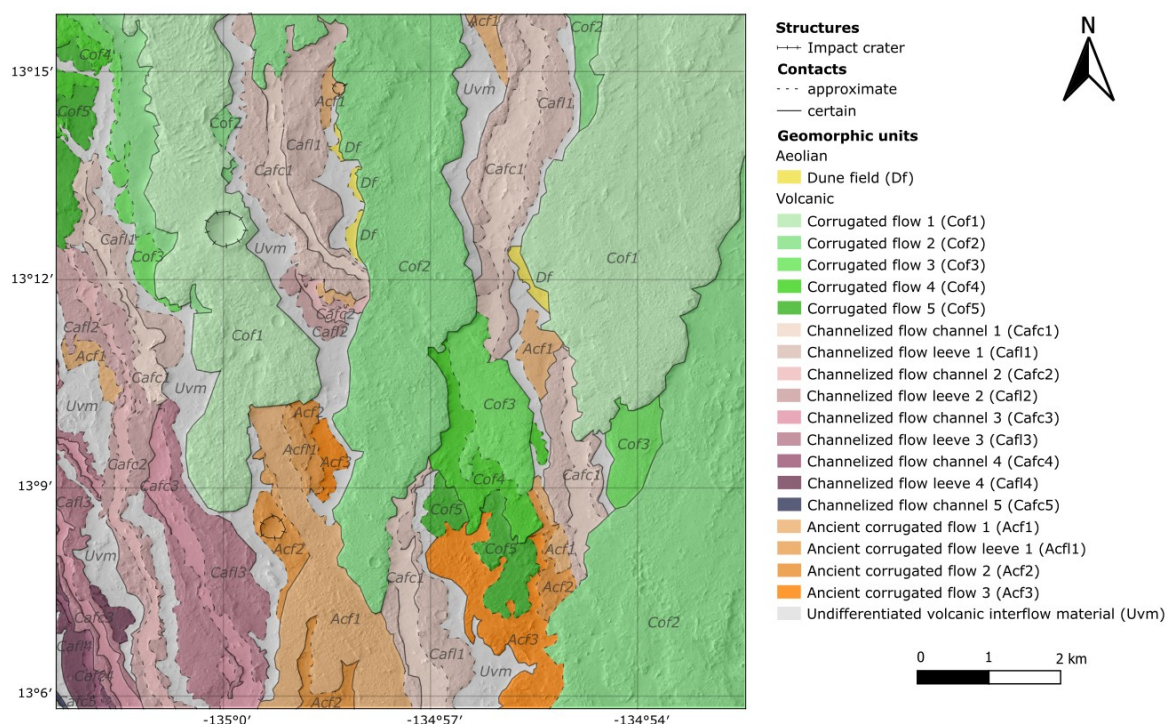 Acf1
Cof2
N
Structures
Impact crater
Contacts
approximate
certain
Geomorphic units
Aeolian
Dune field (Df)
Volcanic
Corrugated flow 1 (Cof1)
Corrugated flow 2 (Cof2)
Corrugated flow 3 (Cof3)
Corrugated flow 4 (Cof4)
Corrugated flow 5 (Cof5)
Channelized flow channel 1 (Cafc1)
Channelized flow leeve 1 (Cafl1)
Channelized flow channel 2 (Cafc2)
Channelized flow leeve 2 (Cafl2)
Channelized flow channel 3 (Cafc3)
Channelized flow leeve 3 (Cafl3)
Channelized flow channel 4 (Cafc4)
Channelized flow leeve 4 (Cafl4)
Channelized flow channel 5 (Cafc5)
Ancient corrugated flow 1 (Acf1)
Ancient corrugated flow leeve 1 (Acfl1)
Ancient corrugated flow 2 (Acf2)
Ancient corrugated flow 3 (Acf3)
Undifferentiated volcanic interflow material (Uvm)
0 1 2 km
Cof4
13°15'
Uvm
Cof5
Acf1
Cafl1
Cof2
Cafl1
Df
Cafc1
Cafc1
Cafl1
Df
Cof3
Uvm
Cof2
Cof1
Df
13°12'
Cafc2
Cafl2
Cafl2
Cof1
Acf1
Acf1
Cafc1
Uvm
Uvm
Cof3
Acf2
Acfl1
Cof3
Acf3
Cafc2
Cafc3
Cof4
Cafc1
13°9'
Cafl3
Cof5
Acf2
Cof5
Acf1
Uvm
Cafl3
Cafc1
Acf2
Acf1
Cof2
Acf3
Cafl4
Cafl1
Uvm
13°6'
Acf2
-135°0'
-134°57'
-134°54'